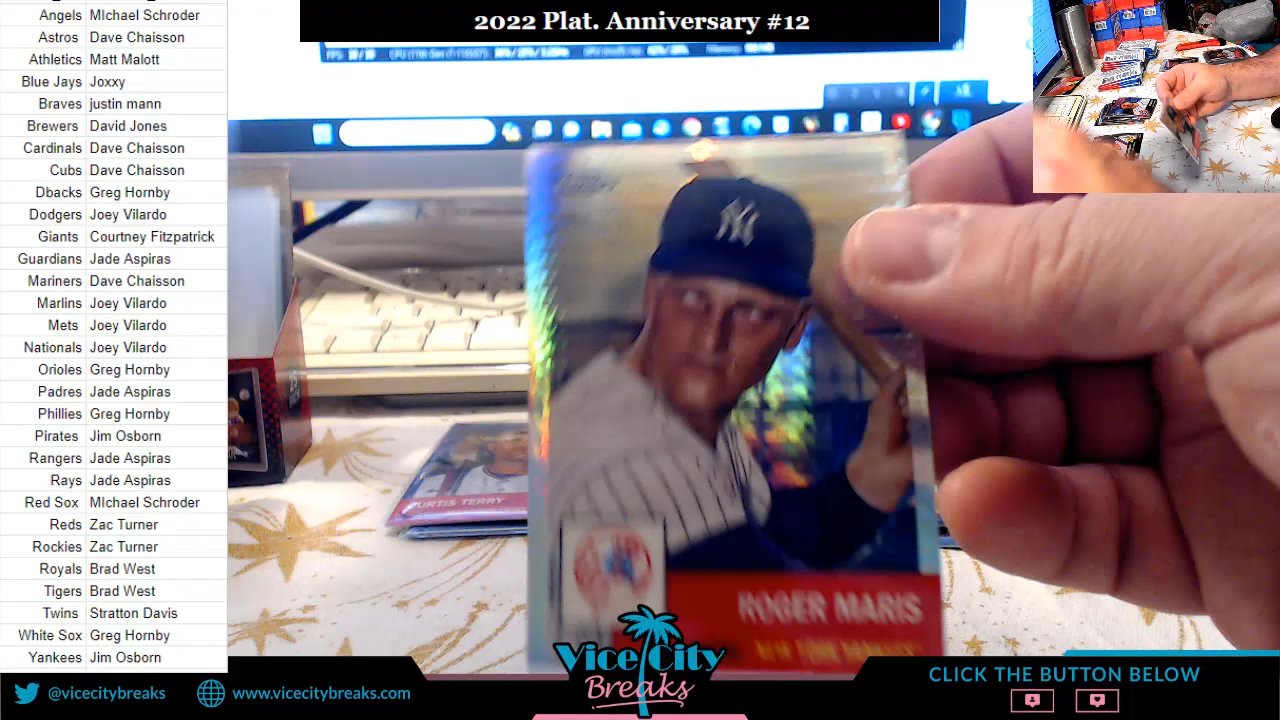 2022 Plat. Anniversary #12
Angels MIchael Schroder
Astros Dave Chaisson
Athletics Matt Malott
Blue Jays Joxxy
Braves justin mann
Brewers David Jones
Cardinals Dave Chaisson
Cubs Dave Chaisson
Dbacks Greg Hornby
Dodgers Joey Vilardo
Giants Courtney Fitzpatrick
Guardians Jade Aspiras
Mariners Dave Chaisson
Marlins Joey Vilardo
Mets Joey Vilardo
Nationals Joey Vilardo
Orioles Greg Hornby
Padres Jade Aspiras
Phillies Greg Hornby
Pirates Jim Osborn
Rangers Jade Aspiras
Rays Jade Aspiras
Red Sox MIchael Schroder
Reds Zac Turner
Rockies Zac Turner
Royals Brad West
Tigers Brad West
Twins Stratton Davis
White Sox Greg Hornby
Yankees Jim Osborn
NY
CURTIS TERRY
ROGER MARIS
NEW YORK YANKEES
Vice City
Breaks
@vicecitybreaks
www.vicecitybreaks.com
CLICK THE BUTTON BELOW